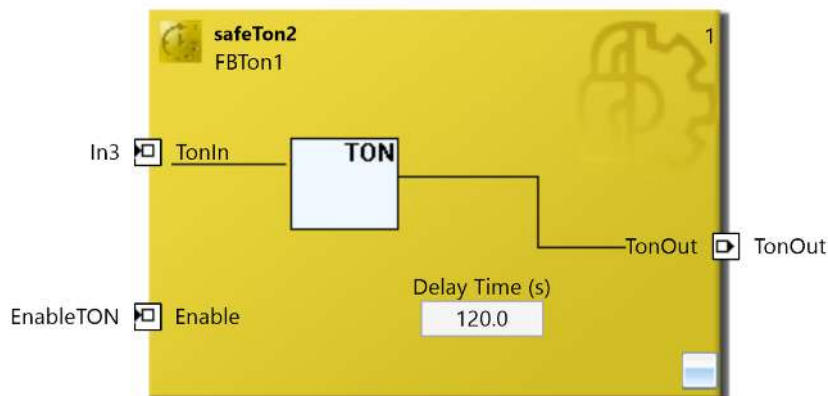 safeTon2
1
FBTon1
In3 TonIn
TON
TonOut TonOut
Delay Time (s)
EnableTON Enable
120.0